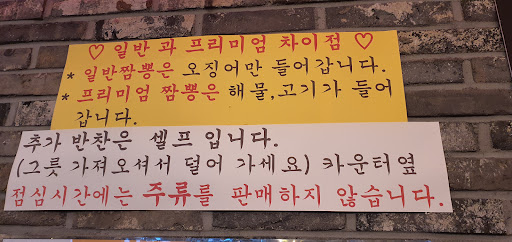 ♡ 일반 과 프리미엄 차이점 ♡
* 일반짬뽕은 오징어만 들어갑니다.
* 프리미엄 짬뽕은 해물,고기가 들어
갑니다.
추가 반찬은 셀프 입니다.
(그릇 가져오셔서 덜어 가세요) 카운터옆
점심시간에는 주류를 판매하지 않습니다.